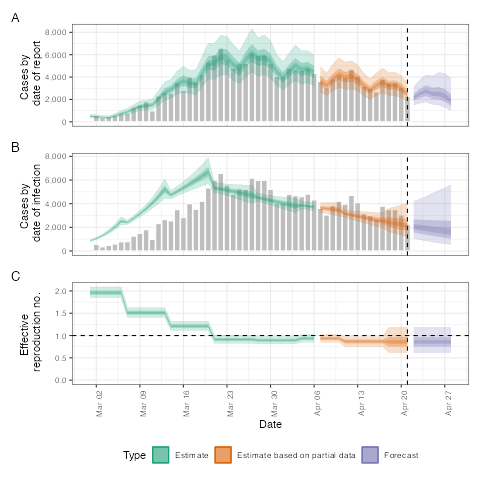 A
Cases by
date of report
8,000
6,000
4,000
2,000
0
B
Cases by
date of infection
8,000
6,000
4,000
2,000
0
C
Effective
reproduction no.
2.0
1.5
1.0
0.5
0.0
Mar 02
Mar 09
Mar 16
Mar 23
Mar 30
Apr 06
Apr 13
Apr 20
Apr 27
Date
Type Estimate Estimate based on partial data Forecast